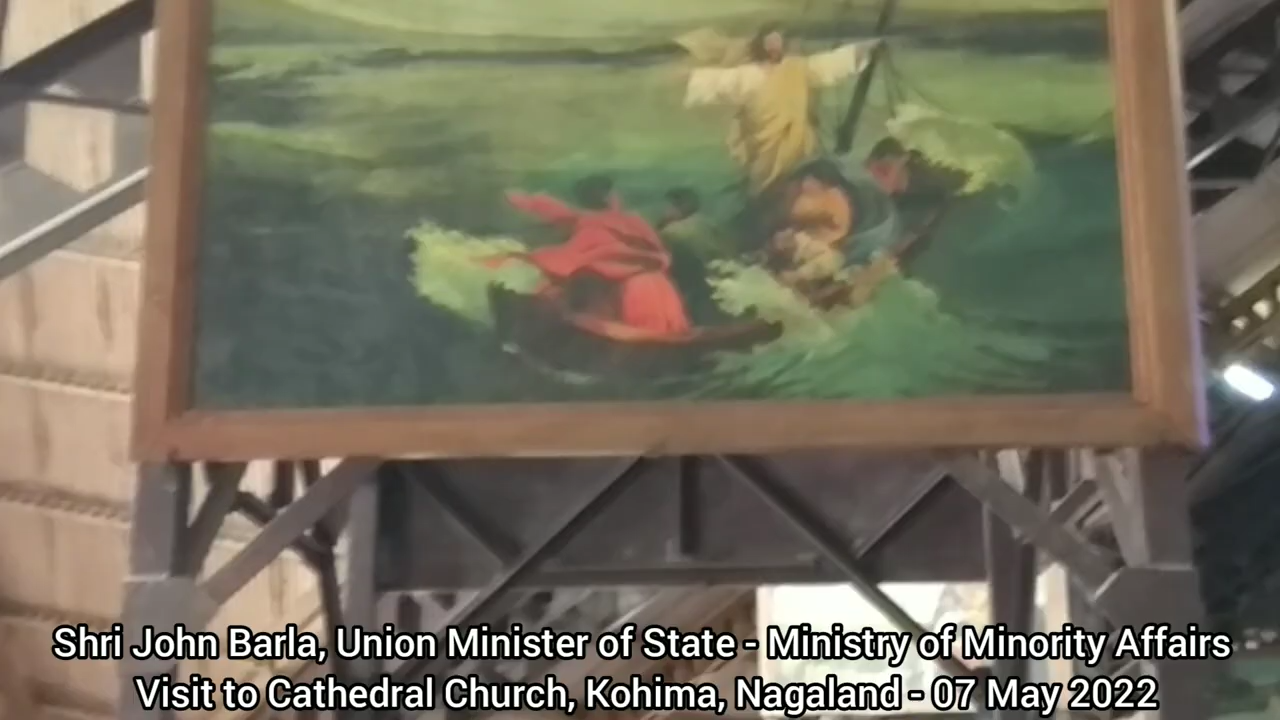 Shri John Barla, Union Minister of State - Ministry of Minority Affairs
Visit to Cathedral Church, Kohima, Nagaland - 07 May 2022